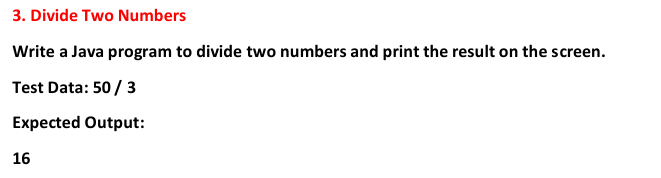 3. Divide Two Numbers
Write a Java program to divide two numbers and print the result on the screen.
Test Data: 50 / 3
Expected Output:
16